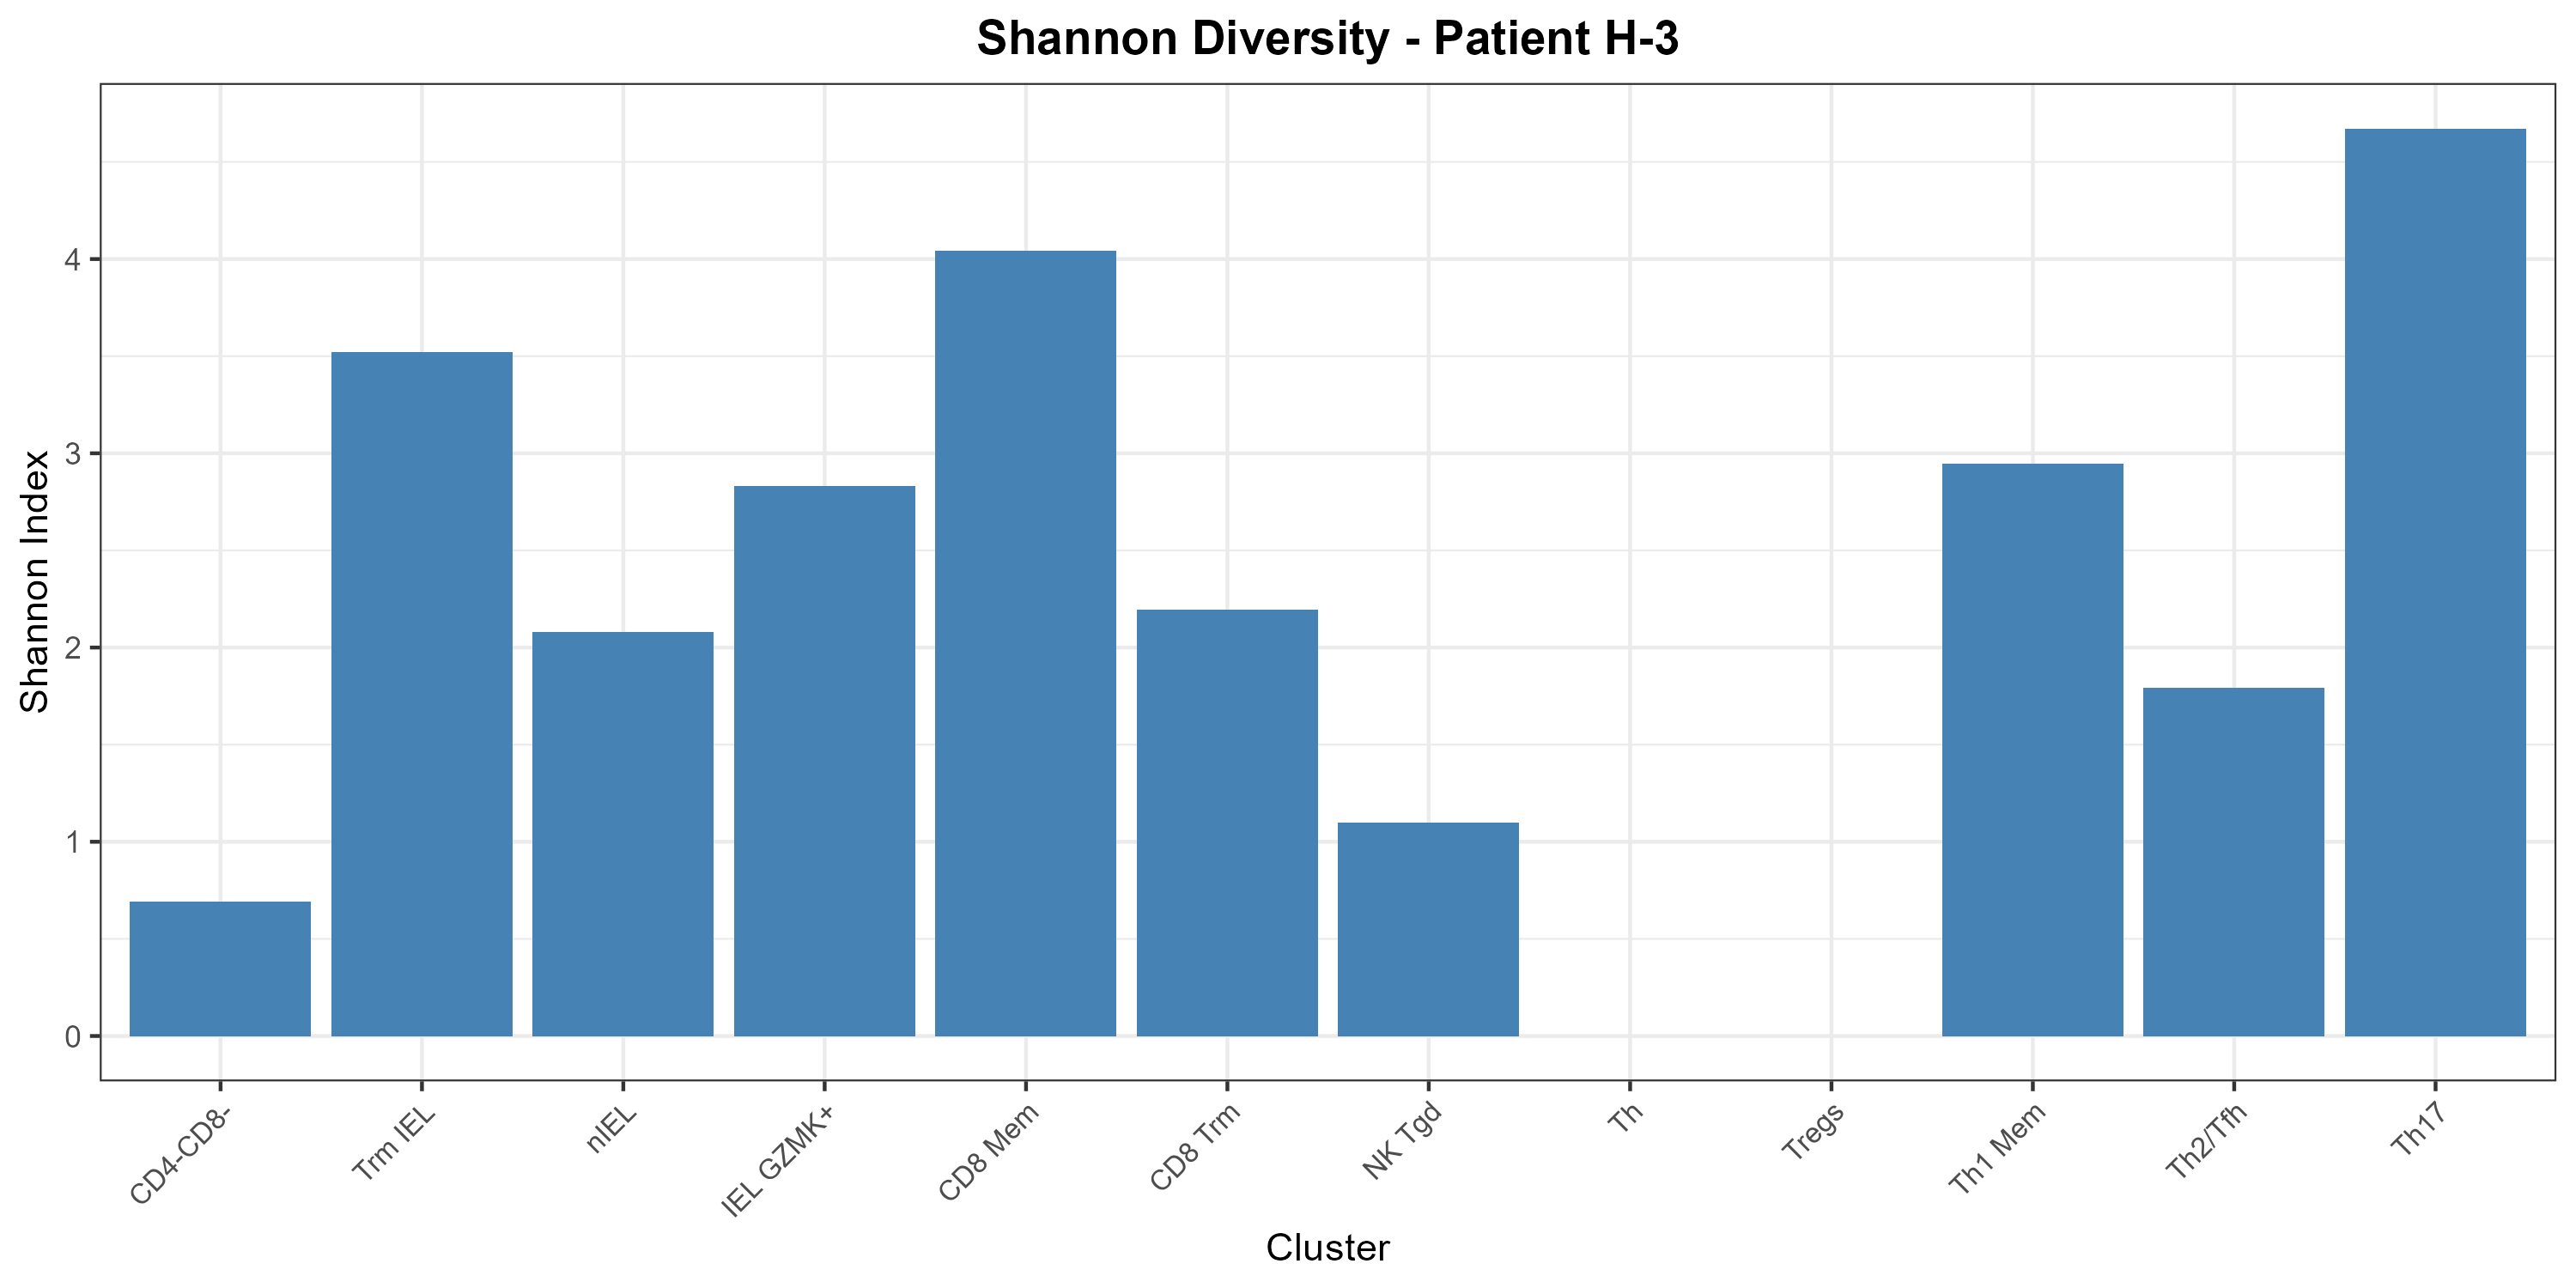 Shannon Diversity - Patient H-3
Shannon Index
4
3
2
1
0
CD4-CD8-
Trm IEL
nIEL
IEL GZMK+
CD8 Mem
CD8 Trm
NK Tgd
Th
Tregs
Th1 Mem
Th2/Tfh
Th17
Cluster